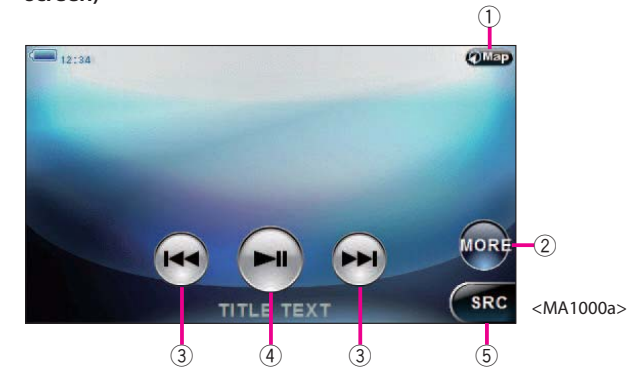 screen)
①
12:34
Map
MORE
②
TITLE TEXT
SRC
<MA1000a>
③
④
③
⑤